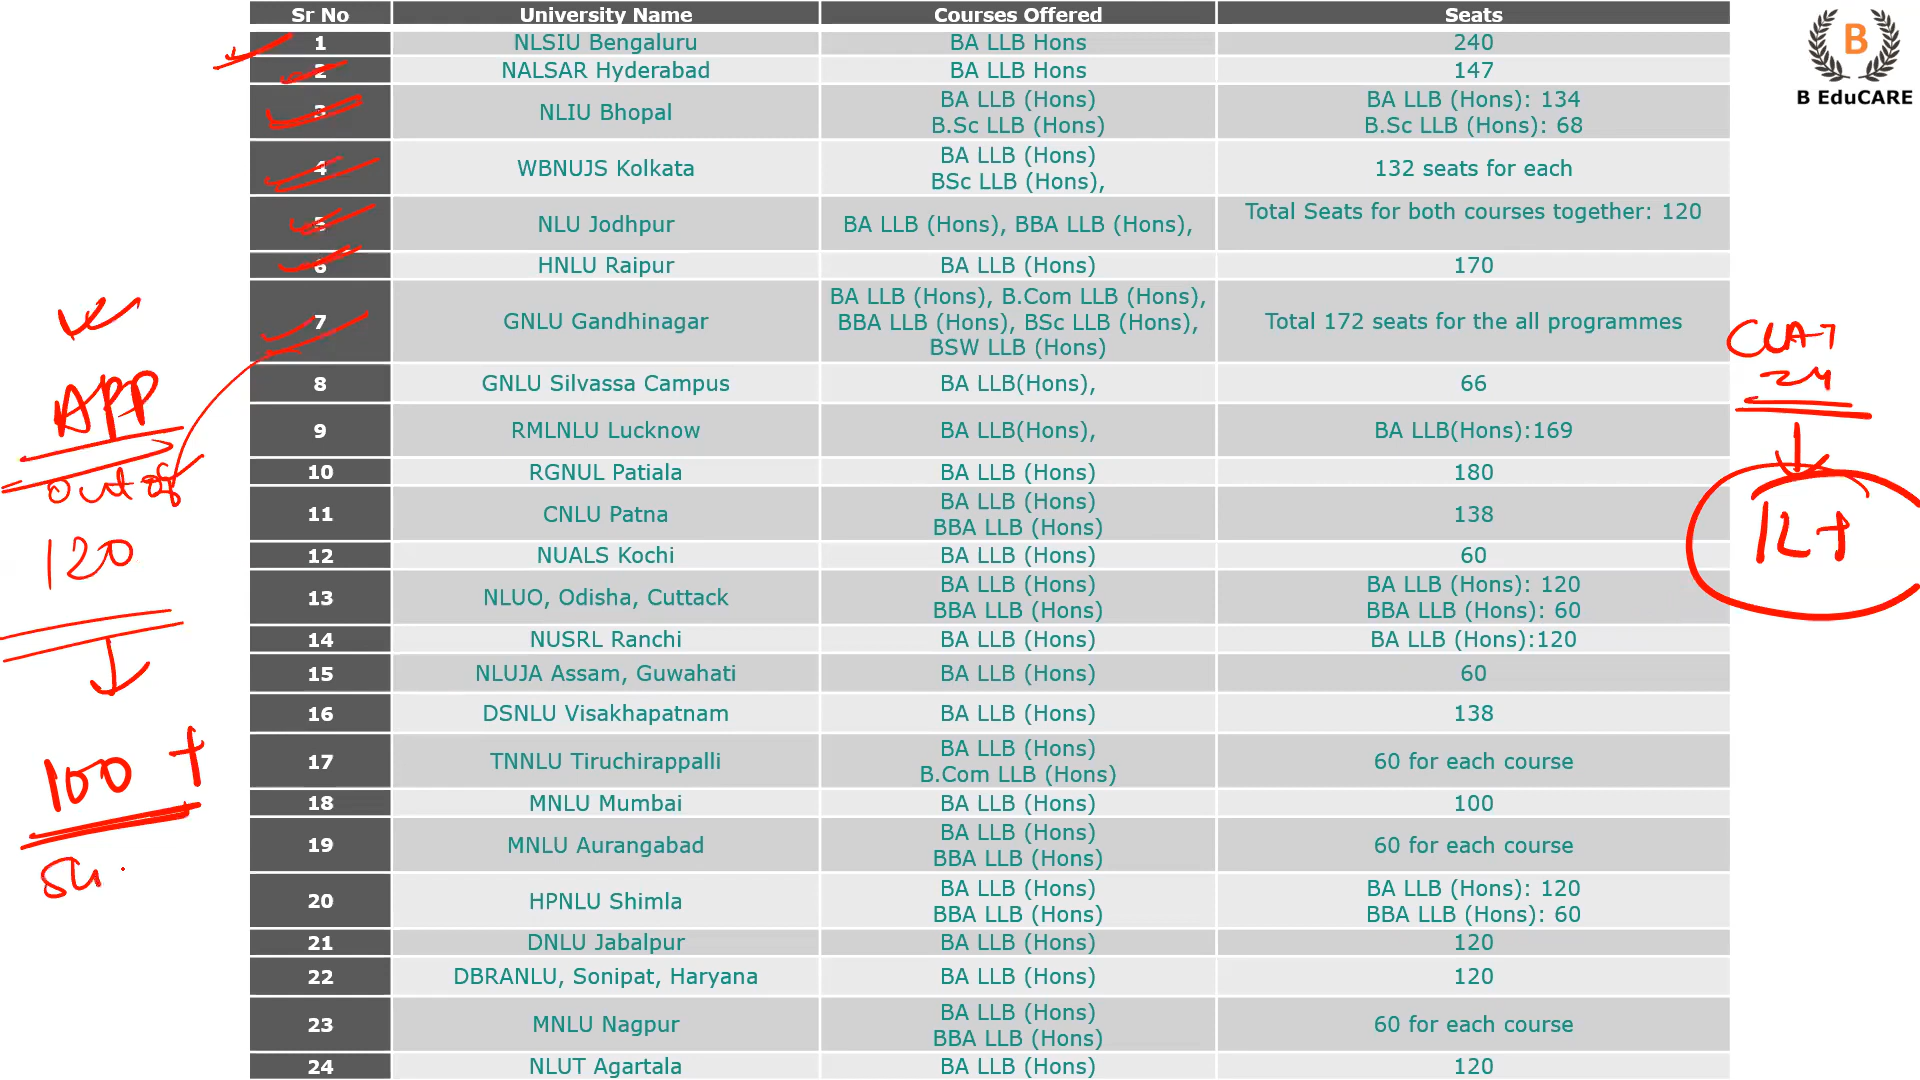 Sr No University Name Courses Offered Seats
1 NLSIU Bengaluru BA LLB Hons 240
2 NALSAR Hyderabad BA LLB Hons 147
3 NLIU Bhopal BA LLB (Hons) BA LLB (Hons): 134
B.Sc LLB (Hons) B.Sc LLB (Hons): 68
4 WBNUJS Kolkata BA LLB (Hons) 132 seats for each
BSc LLB (Hons),
5 NLU Jodhpur BA LLB (Hons), BBA LLB (Hons), Total Seats for both courses together: 120
6 HNLU Raipur BA LLB (Hons) 170
7 GNLU Gandhinagar BA LLB (Hons), B.Com LLB (Hons), Total 172 seats for the all programmes
BBA LLB (Hons), BSc LLB (Hons),
BSW LLB (Hons)
8 GNLU Silvassa Campus BA LLB(Hons), 66
9 RMLNLU Lucknow BA LLB(Hons), BA LLB(Hons):169
10 RGNUL Patiala BA LLB (Hons) 180
11 CNLU Patna BA LLB (Hons) 138
BBA LLB (Hons)
12 NUALS Kochi BA LLB (Hons) 60
13 NLUO, Odisha, Cuttack BA LLB (Hons) BA LLB (Hons): 120
BBA LLB (Hons) BBA LLB (Hons): 60
14 NUSRL Ranchi BA LLB (Hons) BA LLB (Hons):120
15 NLUJA Assam, Guwahati BA LLB (Hons) 60
16 DSNLU Visakhapatnam BA LLB (Hons) 138
17 TNNLU Tiruchirappalli BA LLB (Hons) 60 for each course
B.Com LLB (Hons)
18 MNLU Mumbai BA LLB (Hons) 100
19 MNLU Aurangabad BA LLB (Hons) 60 for each course
BBA LLB (Hons)
20 HPNLU Shimla BA LLB (Hons) BA LLB (Hons): 120
BBA LLB (Hons) BBA LLB (Hons): 60
21 DNLU Jabalpur BA LLB (Hons) 120
22 DBRANLU, Sonipat, Haryana BA LLB (Hons) 120
23 MNLU Nagpur BA LLB (Hons) 60 for each course
BBA LLB (Hons)
24 NLUT Agartala BA LLB (Hons) 120
B
B EduCARE
APP
out of
120
100 +
CLAT
24